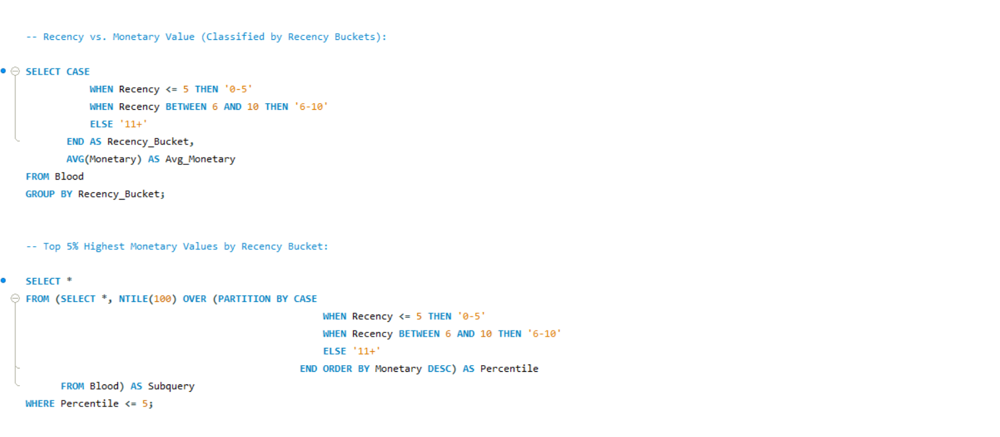 -- Recency vs. Monetary Value (Classified by Recency Buckets):
SELECT CASE
WHEN Recency <= 5 THEN '0-5'
WHEN Recency BETWEEN 6 AND 10 THEN '6-10'
ELSE '11+'
END AS Recency_Bucket,
AVG(Monetary) AS Avg_Monetary
FROM Blood
GROUP BY Recency_Bucket;
-- Top 5% Highest Monetary Values by Recency Bucket:
SELECT *
FROM (SELECT *, NTILE(100) OVER (PARTITION BY CASE
WHEN Recency <= 5 THEN '0-5'
WHEN Recency BETWEEN 6 AND 10 THEN '6-10'
ELSE '11+'
END ORDER BY Monetary DESC) AS Percentile
FROM Blood) AS Subquery
WHERE Percentile <= 5;